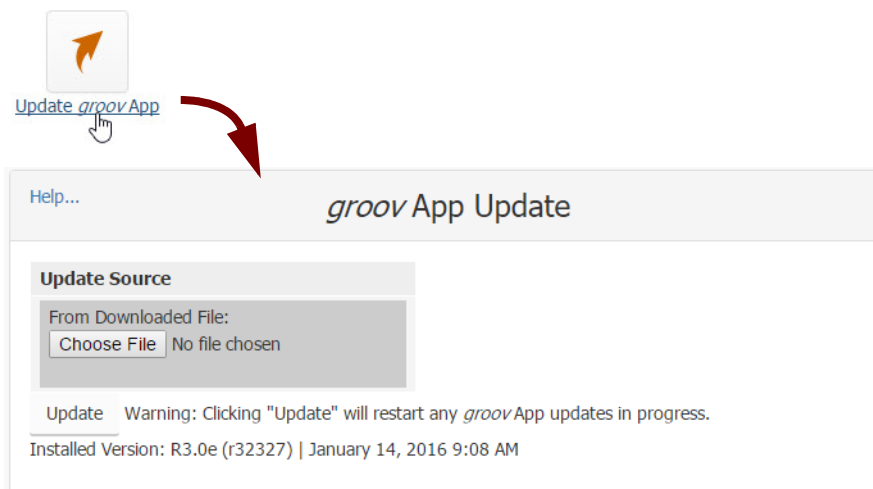 Update groov App
Help...
groov App Update
Update Source
From Downloaded File:
Choose File No file chosen
Update Warning: Clicking "Update" will restart any groov App updates in progress.
Installed Version: R3.0e (r32327) | January 14, 2016 9:08 AM